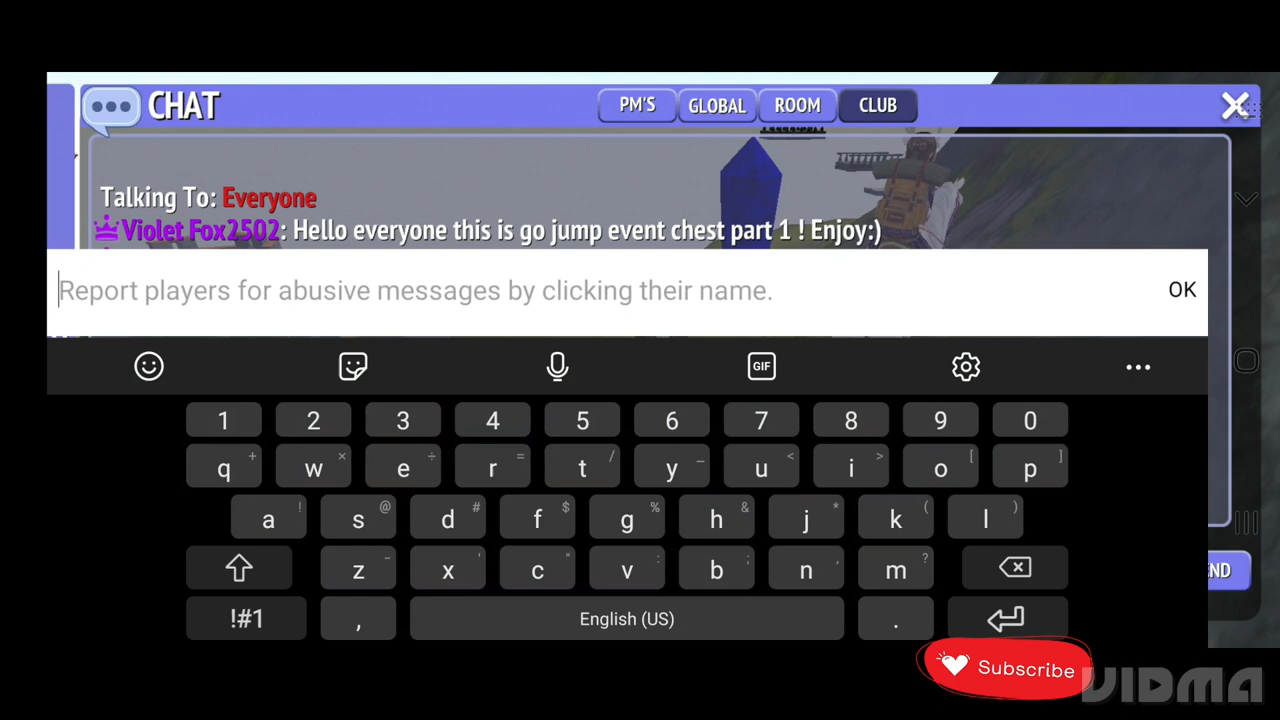 CHAT
PM'S GLOBAL ROOM CLUB
Talking To: Everyone
Violet Fox2502: Hello everyone this is go jump event chest part 1 ! Enjoy:)
Report players for abusive messages by clicking their name.
OK
GIF
1 2 3 4 5 6 7 8 9 0
q + w × e ÷ r = t / y _ u < i > o [ p ]
a ! s @ d # f $ g % h & j * k ( l )
z - x ' c " v : b ; n , m ?
!#1 , English (US) .
ND
Subscribe
VIDMA